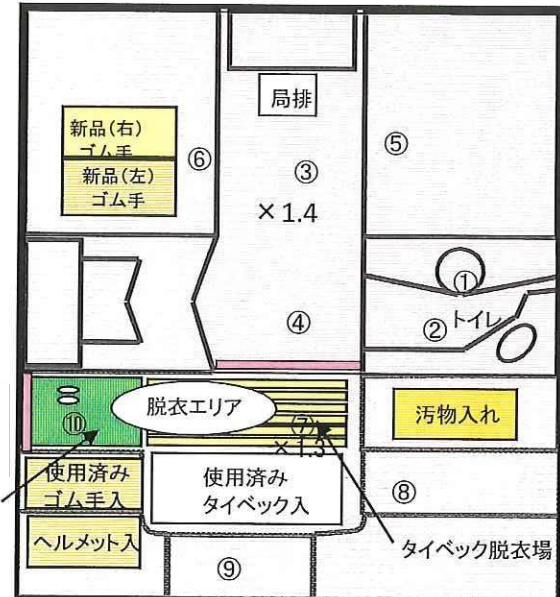 局排
新品(右)
ゴム手
新品(左)
ゴム手
⑥
③
⑤
×1.4
①
④
② トイレ
⑩
脱衣エリア
⑦
×1.3
汚物入れ
使用済み
ゴム手入
使用済み
タイベック入
⑧
ヘルメット入
⑨
タイベック脱衣場